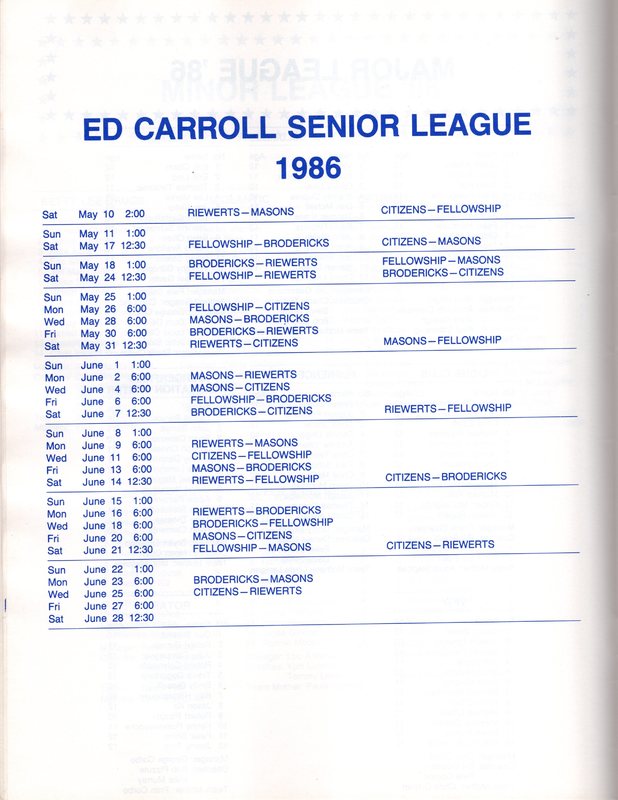 ED CARROLL SENIOR LEAGUE
1986
Sat May 10 2:00 RIEWERTS—MASONS CITIZENS—FELLOWSHIP
Sun May 11 1:00
Sat May 17 12:30 FELLOWSHIP—BRODERICKS CITIZENS—MASONS
Sun May 18 1:00 BRODERICKS—RIEWERTS FELLOWSHIP—MASONS
Sat May 24 12:30 FELLOWSHIP—RIEWERTS BRODERICKS—CITIZENS
Sun May 25 1:00
Mon May 26 6:00 FELLOWSHIP—CITIZENS
Wed May 28 6:00 MASONS—BRODERICKS
Fri May 30 6:00 BRODERICKS—RIEWERTS
Sat May 31 12:30 RIEWERTS—CITIZENS MASONS—FELLOWSHIP
Sun June 1 1:00
Mon June 2 6:00 MASONS—RIEWERTS
Wed June 4 6:00 MASONS—CITIZENS
Fri June 6 6:00 FELLOWSHIP—BRODERICKS
Sat June 7 12:30 BRODERICKS—CITIZENS RIEWERTS—FELLOWSHIP
Sun June 8 1:00
Mon June 9 6:00 RIEWERTS—MASONS
Wed June 11 6:00 CITIZENS—FELLOWSHIP
Fri June 13 6:00 MASONS—BRODERICKS
Sat June 14 12:30 RIEWERTS—FELLOWSHIP CITIZENS—BRODERICKS
Sun June 15 1:00
Mon June 16 6:00 RIEWERTS—BRODERICKS
Wed June 18 6:00 BRODERICKS—FELLOWSHIP
Fri June 20 6:00 MASONS—CITIZENS
Sat June 21 12:30 FELLOWSHIP—MASONS CITIZENS—RIEWERTS
Sun June 22 1:00
Mon June 23 6:00 BRODERICKS—MASONS
Wed June 25 6:00 CITIZENS—RIEWERTS
Fri June 27 6:00
Sat June 28 12:30